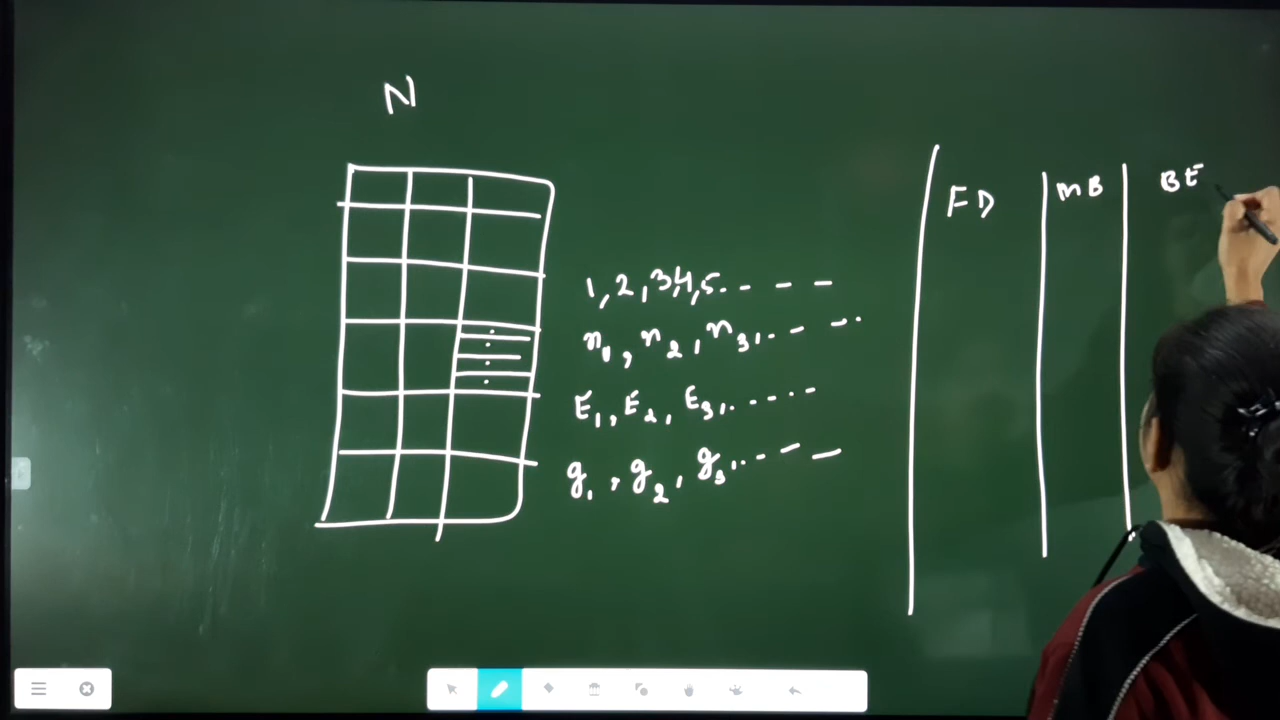 N
1, 2, 3, 4, 5. - - -
n1, n2, n3, .. - - ..
E1, E2, E3, ......
g1, g2, g3, ... - -
FD MB BE